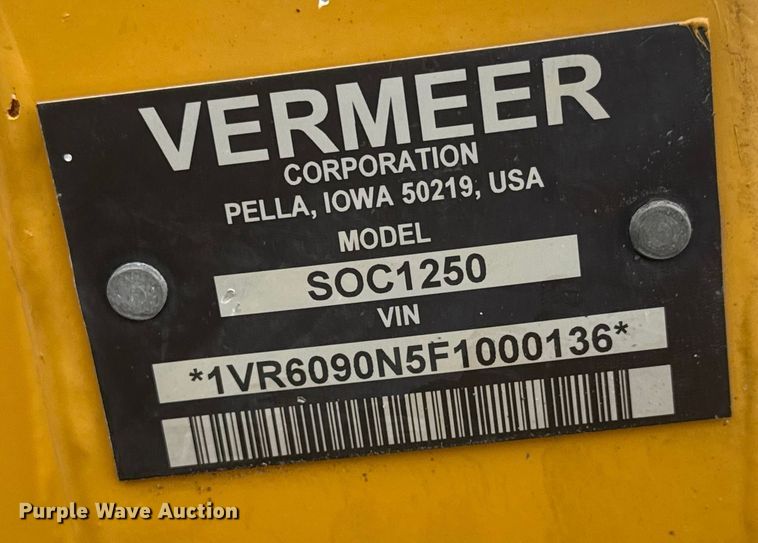 VERMEER
CORPORATION
PELLA, IOWA 50219, USA
MODEL
SOC1250
VIN
*1VR6090N5F1000136*
Purple Wave Auction